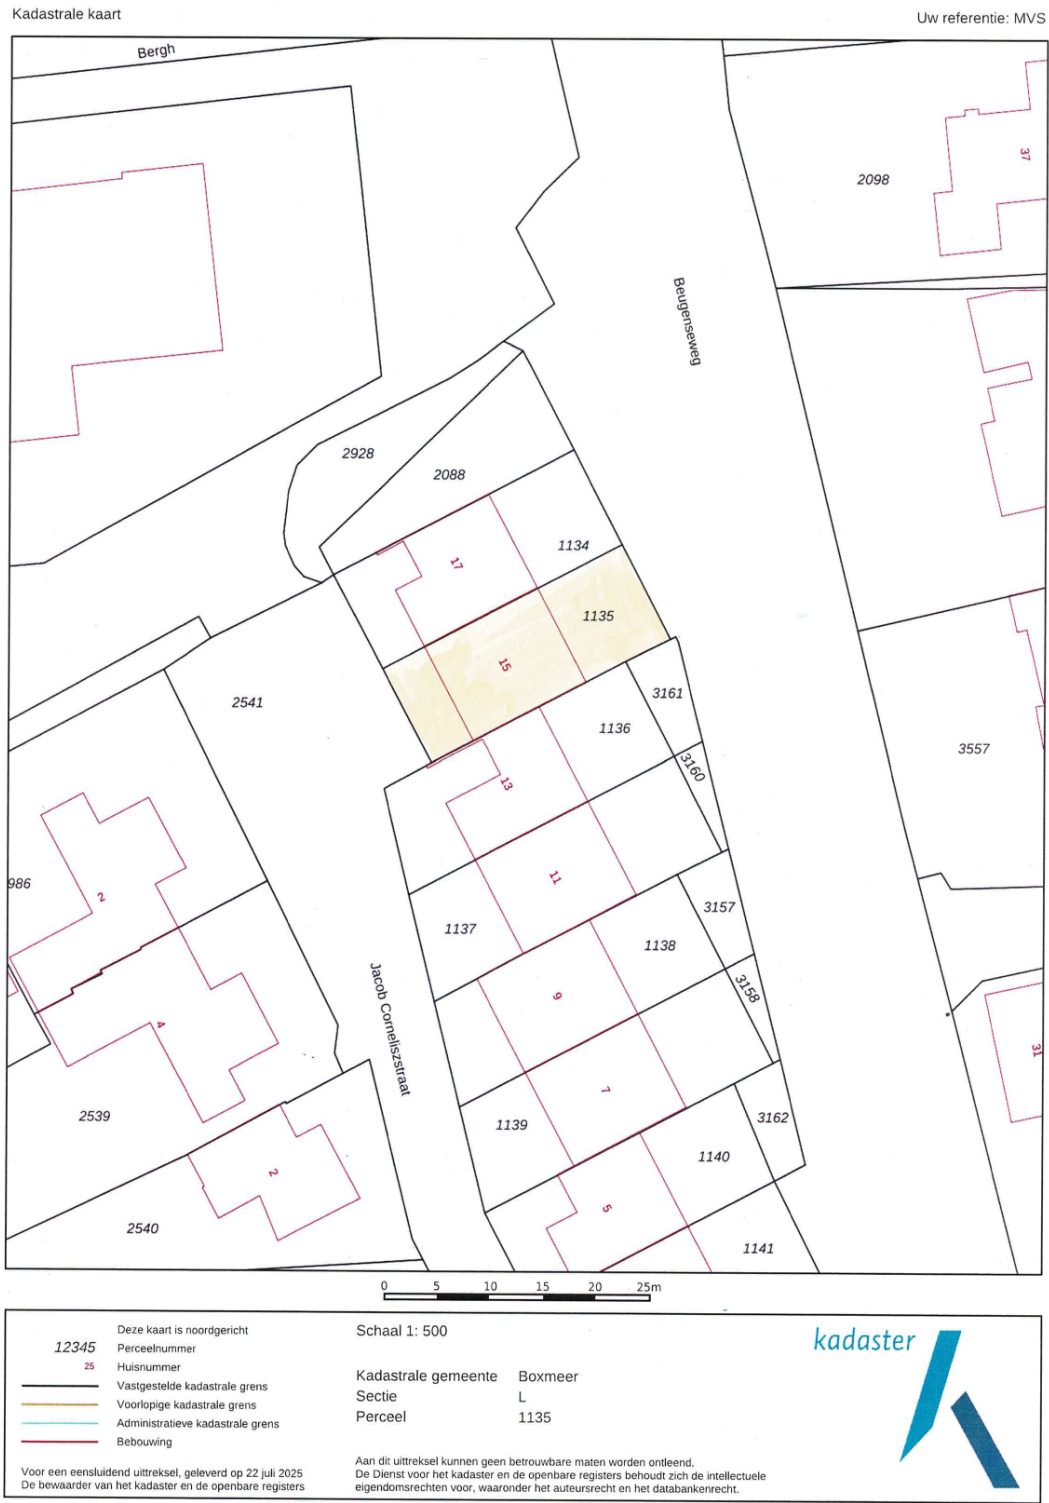 Kadastrale kaart
Uw referentie: MVS
Bergh
37
2098
Beugenseweg
2928
2088
1134
17
1135
15
3161
2541
1136
3160
3557
13
986
2
11
3157
1137
1138
3158
9
Jacob Corneliszstraat
4
31
7
2539
1139
3162
1140
2
5
2540
1141
0 5 10 15 20 25m
Deze kaart is noordgericht
12345 Perceelnummer
25 Huisnummer
Vastgestelde kadastrale grens
Voorlopige kadastrale grens
Administratieve kadastrale grens
Bebouwing
Voor een eensluidend uittreksel, geleverd op 22 juli 2025
De bewaarder van het kadaster en de openbare registers
Schaal 1: 500
Kadastrale gemeente Boxmeer
Sectie L
Perceel 1135
Aan dit uittreksel kunnen geen betrouwbare maten worden ontleend.
De Dienst voor het kadaster en de openbare registers behoudt zich de intellectuele
eigendomsrechten voor, waaronder het auteursrecht en het databankenrecht.
kadaster